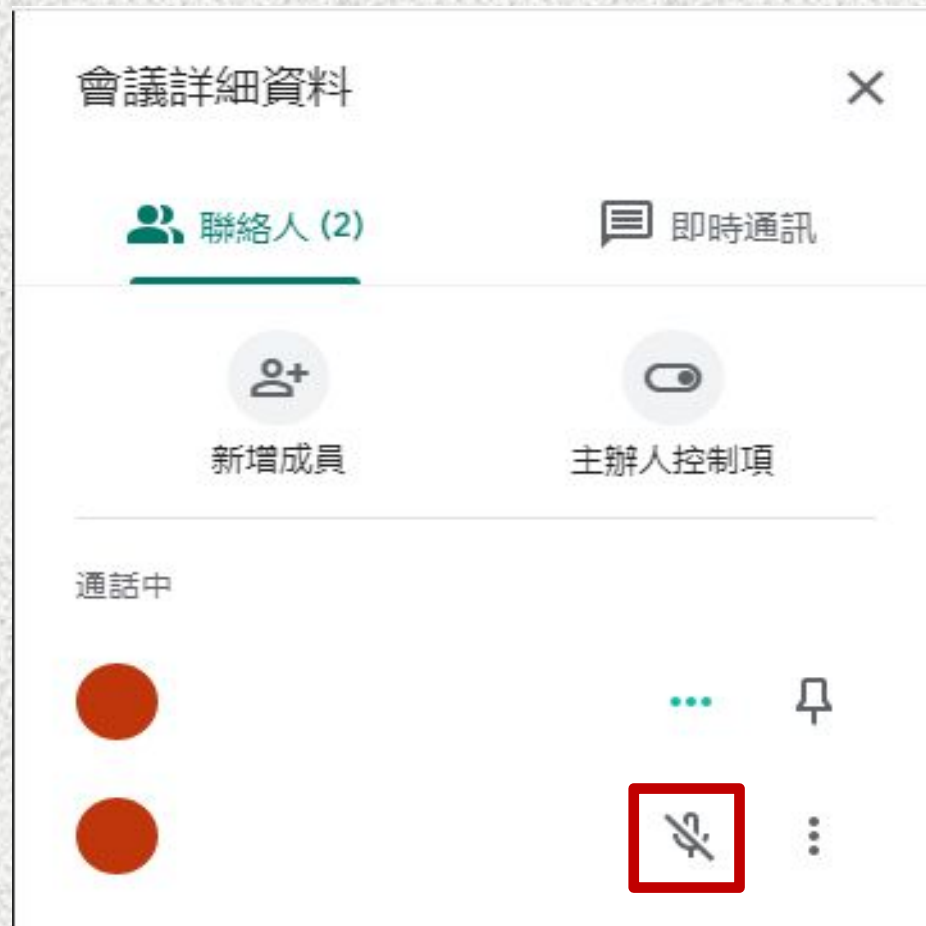 會議詳細資料
聯絡人 (2)
即時通訊
新增成員
主辦人控制項
通話中